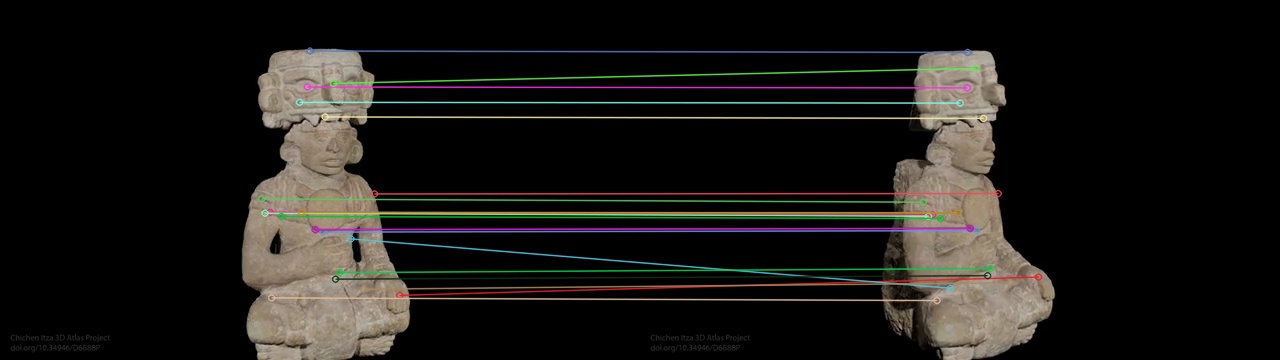 Chichen Itza 3D Atlas Project
doi.org/10.34946/D6B88P
Chichen Itza 3D Atlas Project
doi.org/10.34946/D6B88P